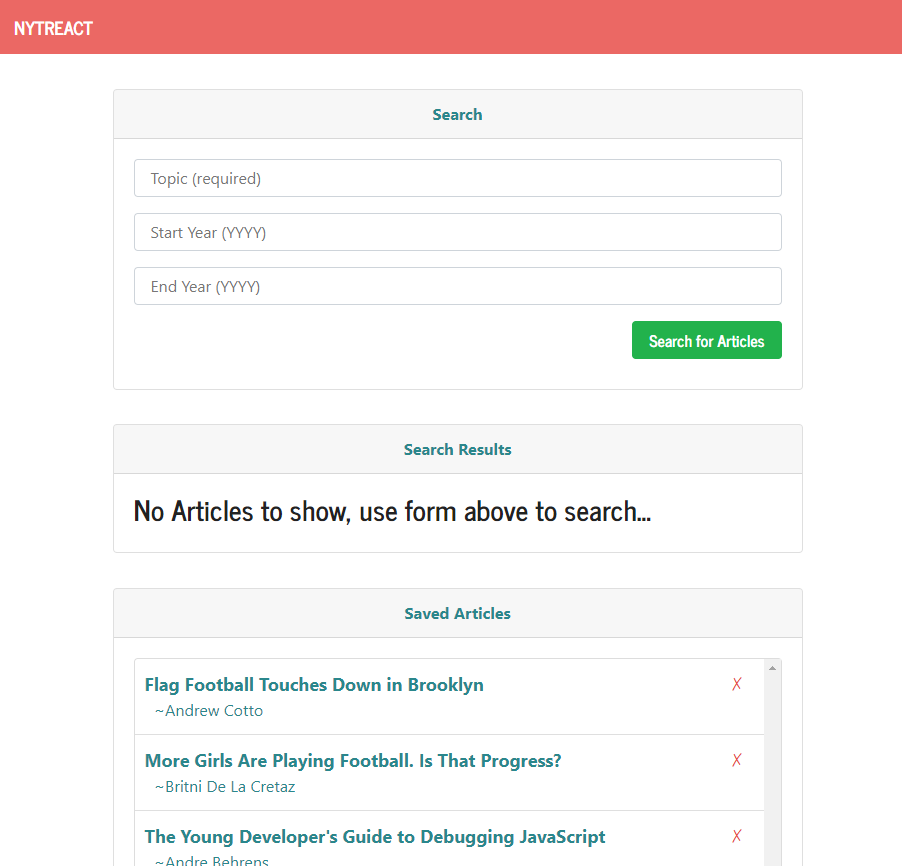 NYTREACT
Search
Topic (required)
Start Year (YYYY)
End Year (YYYY)
Search for Articles
Search Results
No Articles to show, use form above to search...
Saved Articles
Flag Football Touches Down in Brooklyn
X
~Andrew Cotto
More Girls Are Playing Football. Is That Progress?
X
~Britni De La Cretaz
The Young Developer's Guide to Debugging JavaScript
X
~Andre Behrens